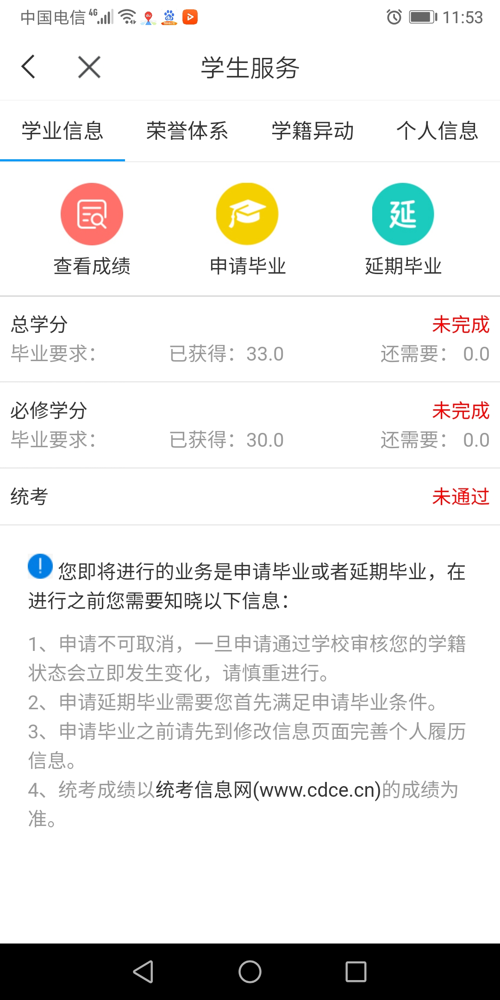 中国电信 4G 11:53
学生服务
学业信息 荣誉体系 学籍异动 个人信息
延
查看成绩 申请毕业 延期毕业
总学分 未完成
毕业要求： 已获得：33.0 还需要： 0.0
必修学分 未完成
毕业要求： 已获得：30.0 还需要： 0.0
统考 未通过
您即将进行的业务是申请毕业或者延期毕业，在
进行之前您需要知晓以下信息：
1、申请不可取消，一旦申请通过学校审核您的学籍
状态会立即发生变化，请慎重进行。
2、申请延期毕业需要您首先满足申请毕业条件。
3、申请毕业之前请先到修改信息页面完善个人履历
信息。
4、统考成绩以统考信息网(www.cdce.cn)的成绩为
准。